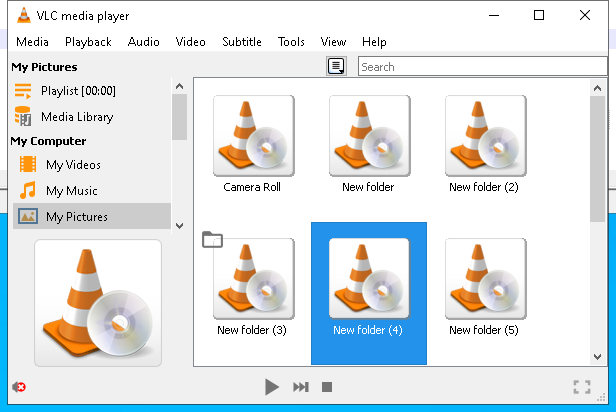 VLC media player
Media Playback Audio Video Subtitle Tools View Help
My Pictures
Search
Playlist [00:00]
Media Library
My Computer
My Videos
My Music
My Pictures
Camera Roll
New folder
New folder (2)
New folder (3)
New folder (4)
New folder (5)